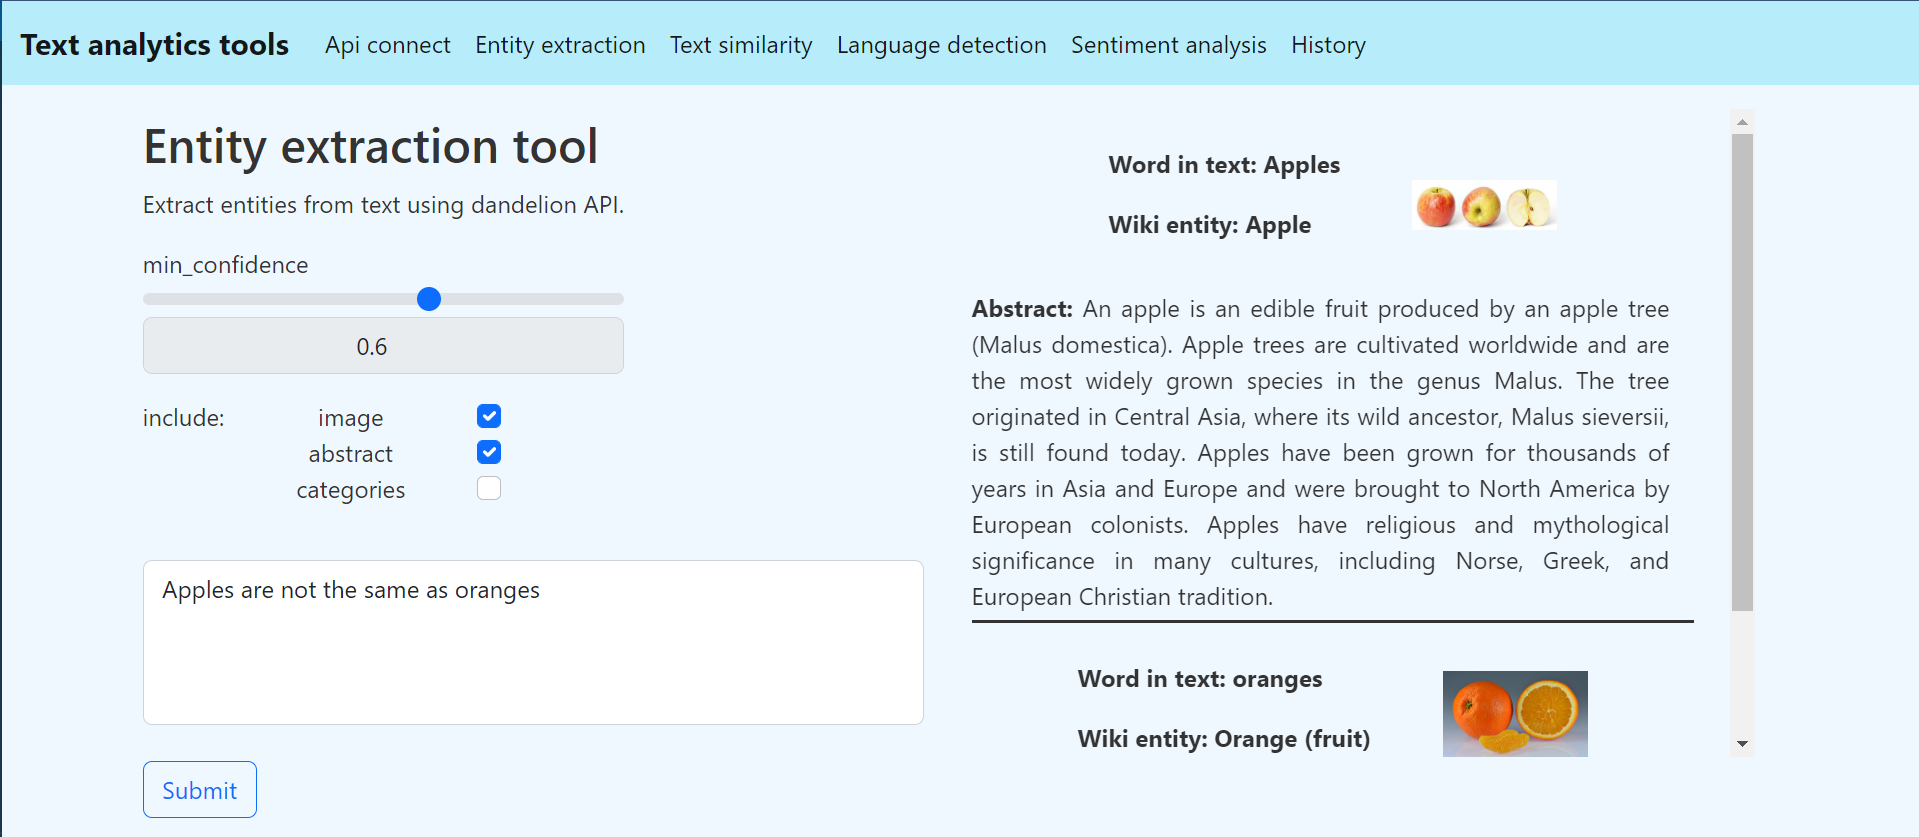 Text analytics tools Api connect Entity extraction Text similarity Language detection Sentiment analysis History
Entity extraction tool
Extract entities from text using dandelion API.
min_confidence
0.6
include: image
abstract
categories
Apples are not the same as oranges
Submit
Word in text: Apples
Wiki entity: Apple
Abstract: An apple is an edible fruit produced by an apple tree
(Malus domestica). Apple trees are cultivated worldwide and are
the most widely grown species in the genus Malus. The tree
originated in Central Asia, where its wild ancestor, Malus sieversii,
is still found today. Apples have been grown for thousands of
years in Asia and Europe and were brought to North America by
European colonists. Apples have religious and mythological
significance in many cultures, including Norse, Greek, and
European Christian tradition.
Word in text: oranges
Wiki entity: Orange (fruit)